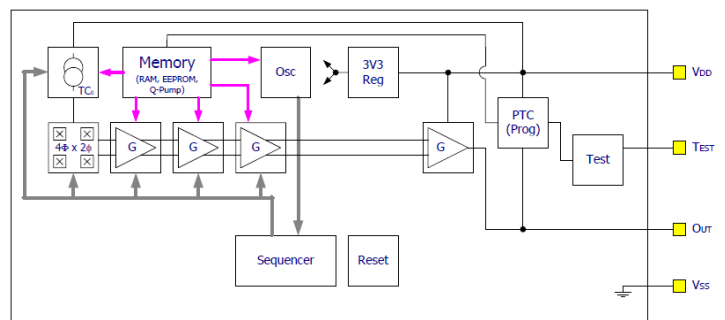 Memory
(RAM, EEPROM,
Q-Pump)
TC₀
Osc
3V3
Reg
VDD
PTC
(Prog)
4Φ x 2ϕ
G
G
G
G
Test
TEST
OUT
Sequencer
Reset
VSS